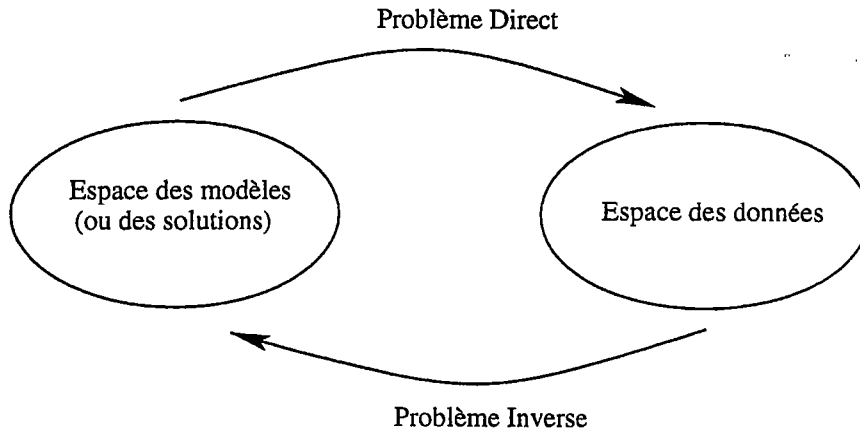 Problème Direct
Espace des modèles
(ou des solutions)
Espace des données
Problème Inverse